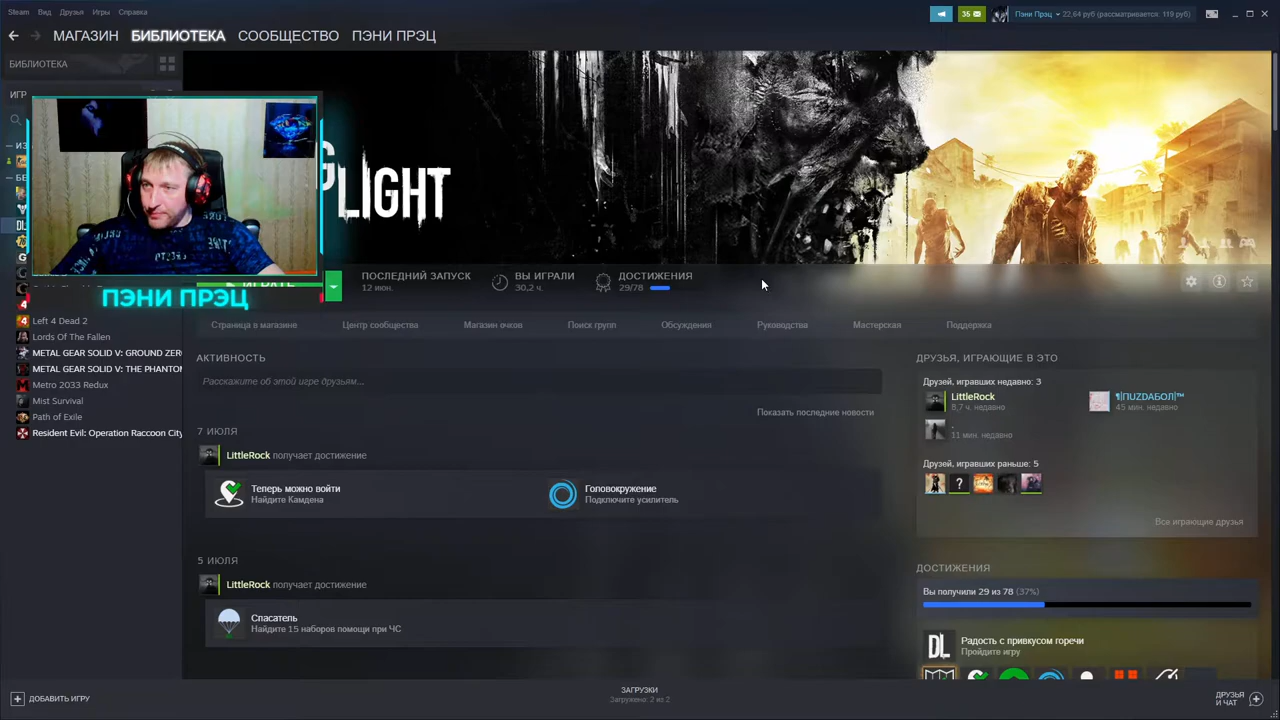 Steam Вид Друзья Игры Справка
35
Пэни Прэц 22,64 руб (рассматривается: 119 руб)
МАГАЗИН БИБЛИОТЕКА СООБЩЕСТВО ПЭНИ ПРЭЦ
БИБЛИОТЕКА
LIGHT
ПЭНИ ПРЭЦ
ПОСЛЕДНИЙ ЗАПУСК
12 июн.
ВЫ ИГРАЛИ
30,2 ч.
ДОСТИЖЕНИЯ
29/78
Страница в магазине Центр сообщества Магазин очков Поиск групп Обсуждения Руководства Мастерская Поддержка
Left 4 Dead 2
Lords Of The Fallen
METAL GEAR SOLID V: GROUND ZER
METAL GEAR SOLID V: THE PHANTOM
Metro 2033 Redux
Mist Survival
Path of Exile
Resident Evil: Operation Raccoon City
АКТИВНОСТЬ
Расскажите об этой игре друзьям...
Показать последние новости
7 ИЮЛЯ
LittleRock получает достижение
Теперь можно войти
Найдите Камдена
Головокружение
Подключите усилитель
5 ИЮЛЯ
LittleRock получает достижение
Спасатель
Найдите 15 наборов помощи при ЧС
ДРУЗЬЯ, ИГРАЮЩИЕ В ЭТО
Друзей, игравших недавно: 3
LittleRock
8,7 ч. недавно
¶|ПUZDАБОЛ|™
45 мин. недавно
.
11 мин. недавно
Друзей, игравших раньше: 5
?
Все играющие друзья
ДОСТИЖЕНИЯ
Вы получили 29 из 78 (37%)
DL
Радость с привкусом горечи
Пройдите игру
ДОБАВИТЬ ИГРУ
ЗАГРУЗКИ
Загружено: 2 из 2
ДРУЗЬЯ
И ЧАТ